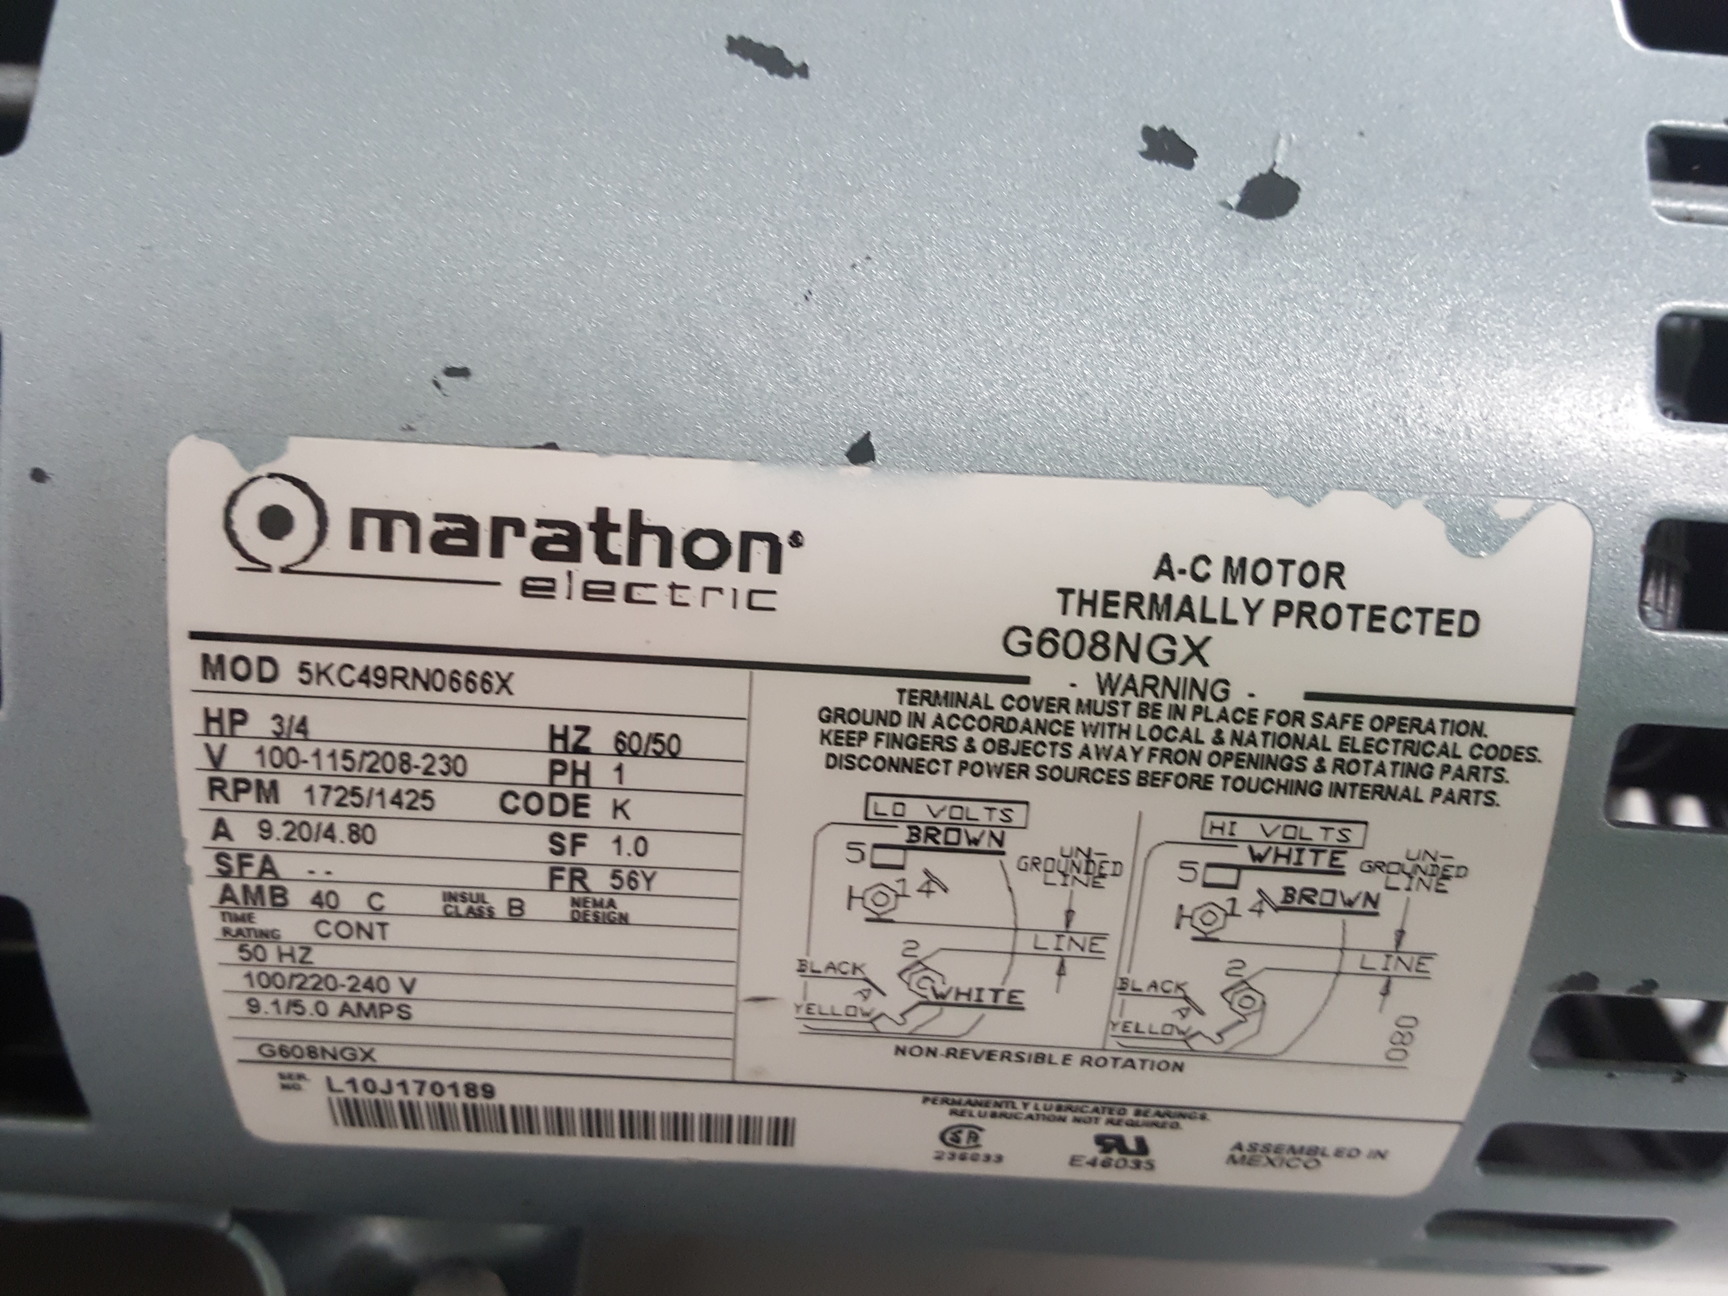 marathon
electric
A-C MOTOR
THERMALLY PROTECTED
G608NGX
MOD 5KC49RN0666X
HP 3/4 HZ 60/50
V 100-115/208-230 PH 1
RPM 1725/1425 CODE K
A 9.20/4.80 SF 1.0
SFA -- FR 56Y
AMB 40 C INSUL CLASS B NEMA DESIGN
TIME RATING CONT
50 HZ
100/220-240 V
9.1/5.0 AMPS
G608NGX
SER. NO. L10J170189
- WARNING -
TERMINAL COVER MUST BE IN PLACE FOR SAFE OPERATION.
GROUND IN ACCORDANCE WITH LOCAL & NATIONAL ELECTRICAL CODES.
KEEP FINGERS & OBJECTS AWAY FRON OPENINGS & ROTATING PARTS.
DISCONNECT POWER SOURCES BEFORE TOUCHING INTERNAL PARTS.
LO VOLTS
BROWN
5
UN-
GROUNDED
LINE
14
LINE
2
BLACK
WHITE
YELLOW
HI VOLTS
WHITE
5
UN-
GROUNDED
LINE
14
BROWN
LINE
2
BLACK
YELLOW
080
NON-REVERSIBLE ROTATION
PERMANENTLY LUBRICATED BEARINGS.
RELUBRICATION NOT REQUIRED.
236033
E46035
ASSEMBLED IN
MEXICO